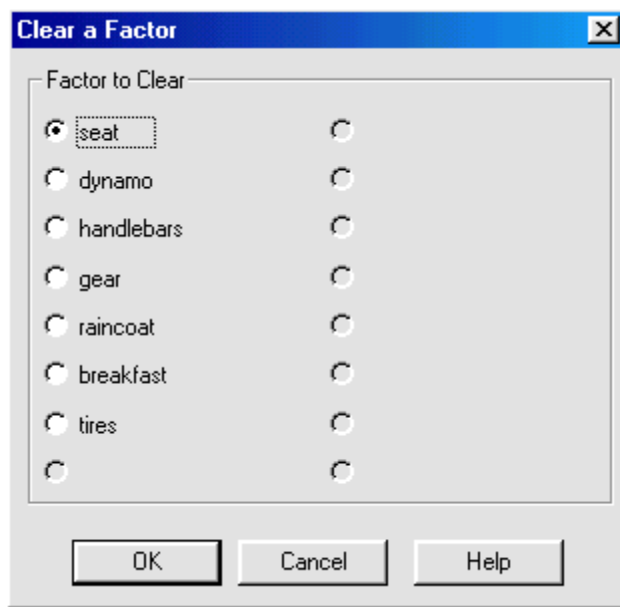 Clear a Factor
Factor to Clear
seat
dynamo
handlebars
gear
raincoat
breakfast
tires
OK Cancel Help